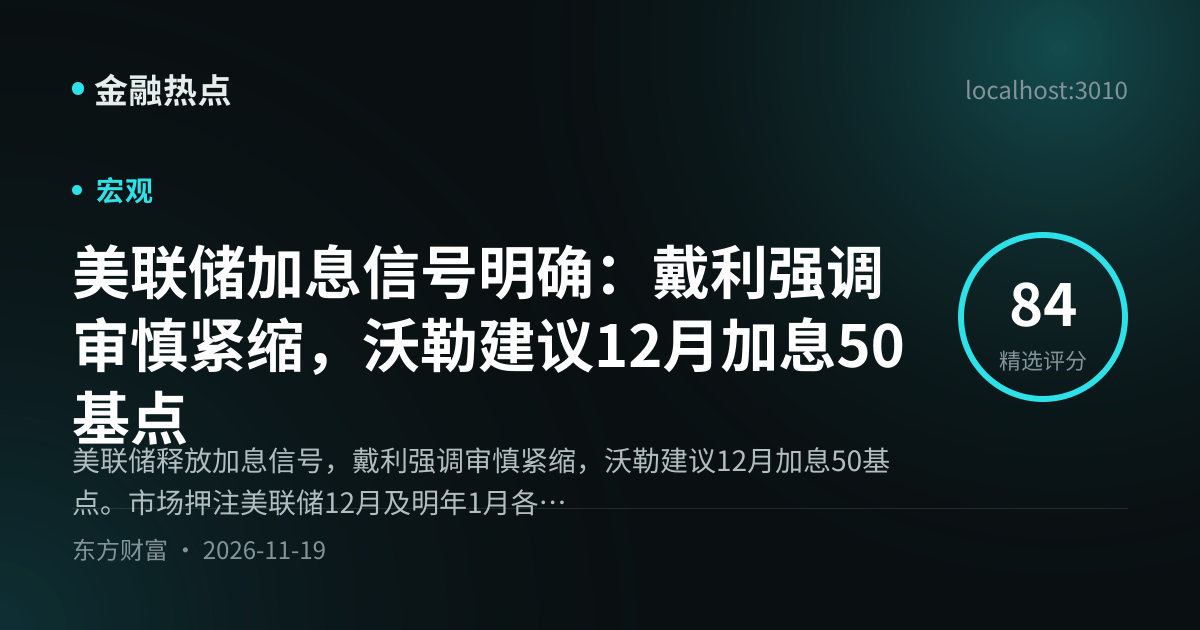 金融热点
localhost:3010
宏观
美联储加息信号明确：戴利强调
审慎紧缩，沃勒建议12月加息50
基点
84
精选评分
美联储释放加息信号，戴利强调审慎紧缩，沃勒建议12月加息50基
点。市场押注美联储12月及明年1月各…
东方财富 • 2026-11-19